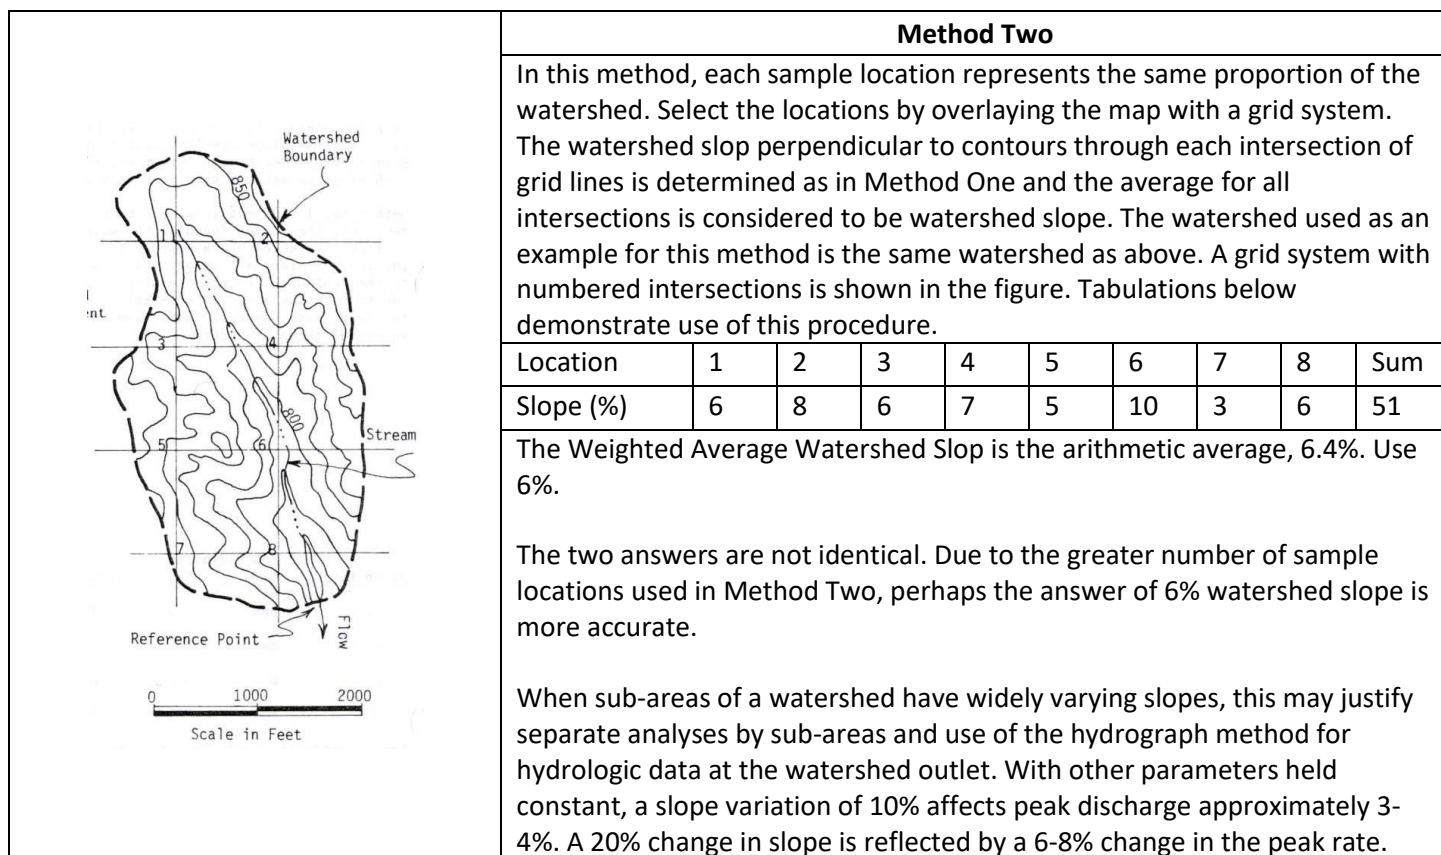 Method Two
In this method, each sample location represents the same proportion of the
watershed. Select the locations by overlaying the map with a grid system.
The watershed slop perpendicular to contours through each intersection of
grid lines is determined as in Method One and the average for all
intersections is considered to be watershed slope. The watershed used as an
example for this method is the same watershed as above. A grid system with
numbered intersections is shown in the figure. Tabulations below
demonstrate use of this procedure.
Location 1 2 3 4 5 6 7 8 Sum
Slope (%) 6 8 6 7 5 10 3 6 51
The Weighted Average Watershed Slop is the arithmetic average, 6.4%. Use
6%.
The two answers are not identical. Due to the greater number of sample
locations used in Method Two, perhaps the answer of 6% watershed slope is
more accurate.
When sub-areas of a watershed have widely varying slopes, this may justify
separate analyses by sub-areas and use of the hydrograph method for
hydrologic data at the watershed outlet. With other parameters held
constant, a slope variation of 10% affects peak discharge approximately 3-
4%. A 20% change in slope is reflected by a 6-8% change in the peak rate.
Watershed
Boundary
850
1 2
ent
3 4
800
Stream
5 6
7 8
Reference Point
Flow
0 1000 2000
Scale in Feet